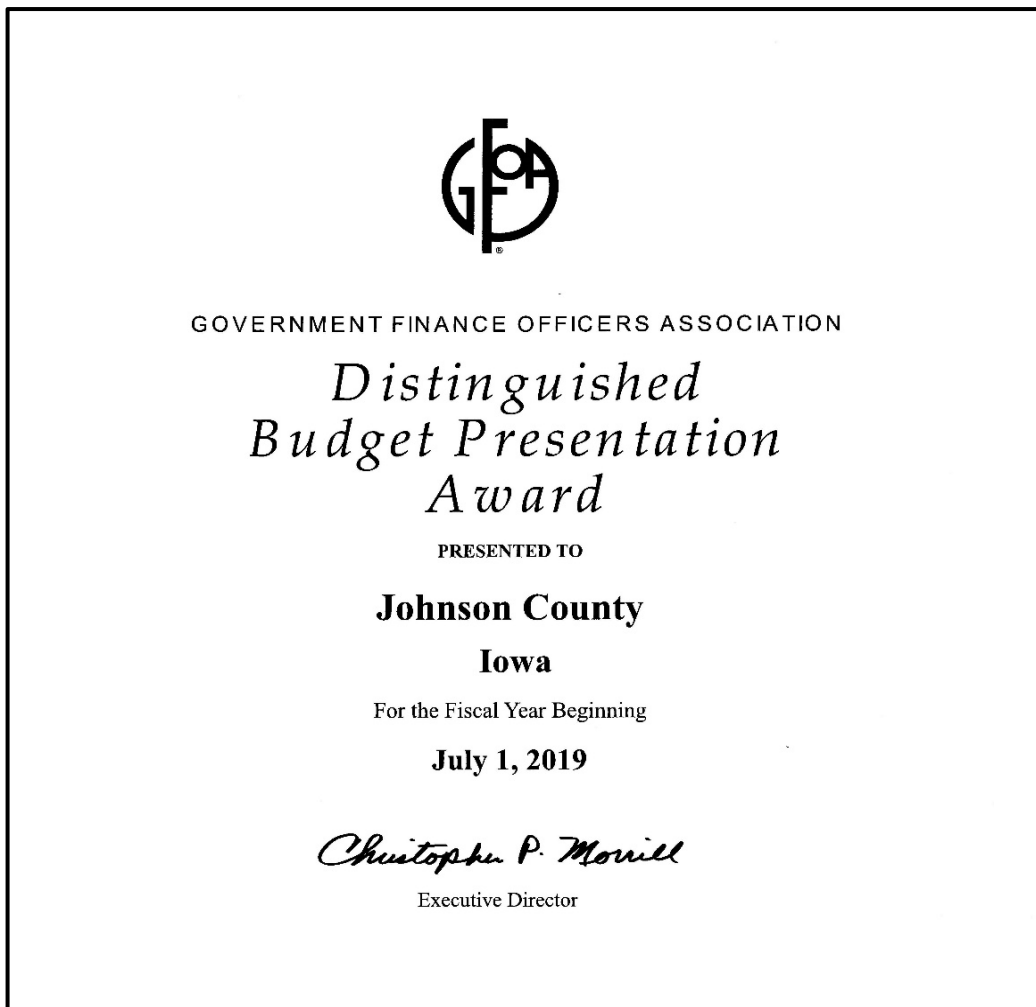 GFOA
®
GOVERNMENT FINANCE OFFICERS ASSOCIATION
Distinguished
Budget Presentation
Award
PRESENTED TO
Johnson County
Iowa
For the Fiscal Year Beginning
July 1, 2019
Christopher P. Morrill
Executive Director